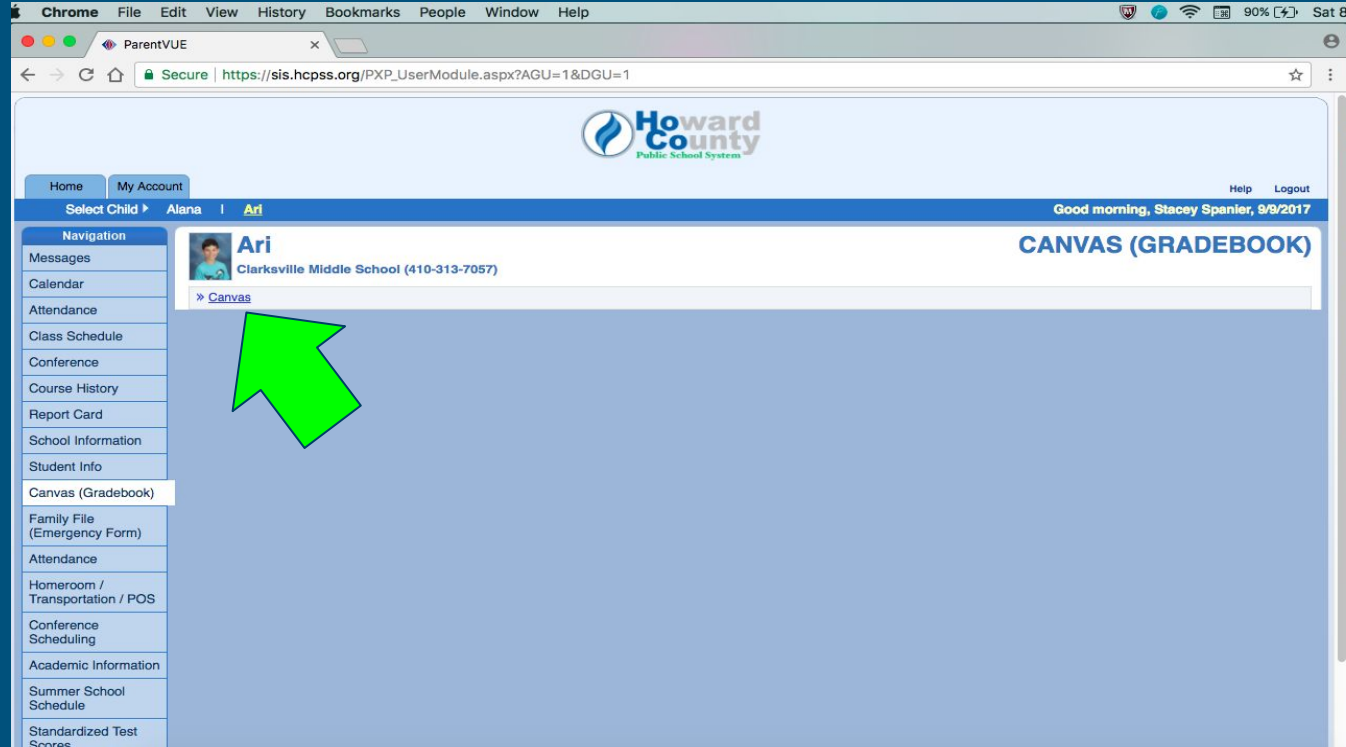 Chrome File Edit View History Bookmarks People Window Help 90% Sat 8
ParentVUE
Secure | https://sis.hcpss.org/PXP_UserModule.aspx?AGU=1&DGU=1
Howard
County
Public School System
Home My Account Help Logout
Select Child Alana | Ari Good morning, Stacey Spanier, 9/9/2017
Navigation
Ari CANVAS (GRADEBOOK)
Clarksville Middle School (410-313-7057)
» Canvas
Messages
Calendar
Attendance
Class Schedule
Conference
Course History
Report Card
School Information
Student Info
Canvas (Gradebook)
Family File
(Emergency Form)
Attendance
Homeroom /
Transportation / POS
Conference
Scheduling
Academic Information
Summer School
Schedule
Standardized Test
Scores